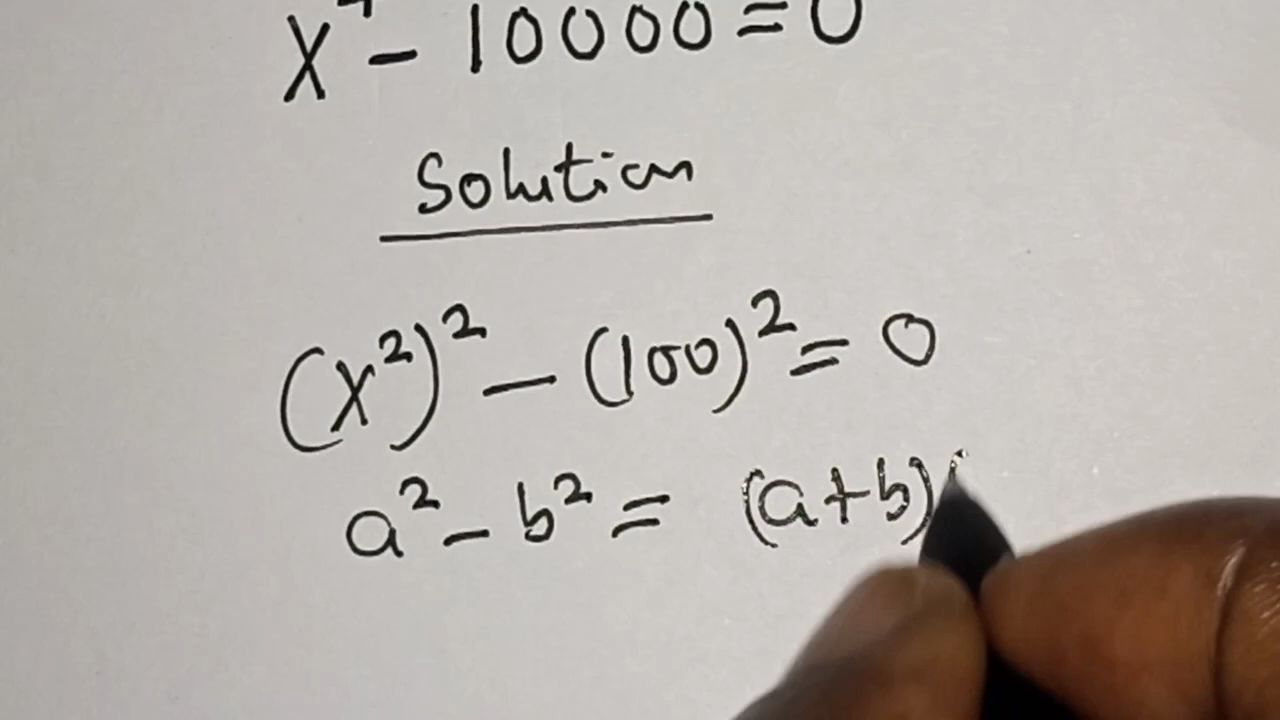 x⁴ - 10000 = 0
Solution
(x²)² - (100)² = 0
a² - b² = (a+b)(